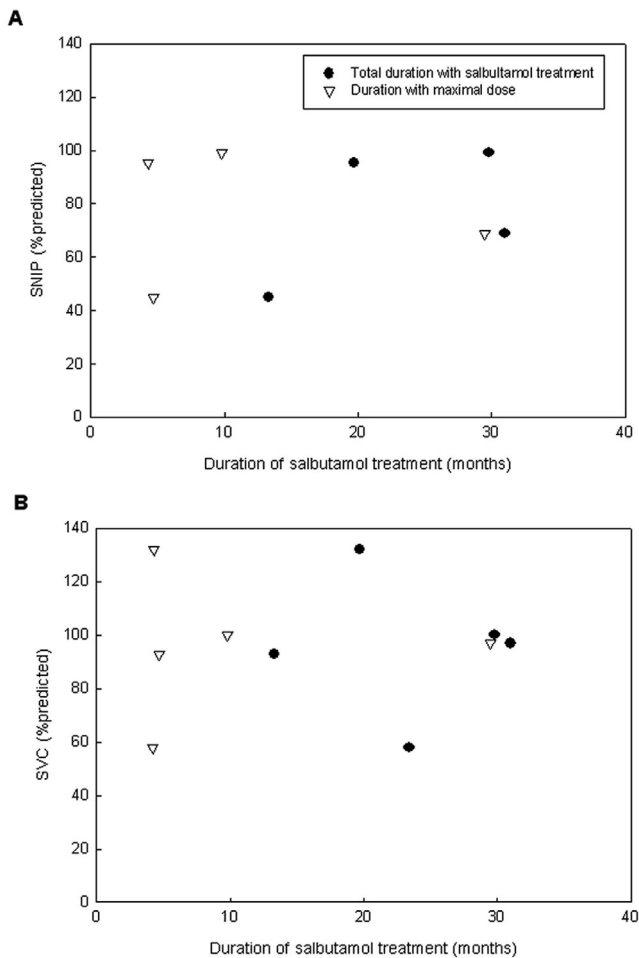 A
140
Total duration with salbultamol treatment
Duration with maximal dose
120
100
80
60
40
20
0
SNIP (%predicted)
0 10 20 30 40
Duration of salbutamol treatment (months)
B
140
120
100
80
60
40
20
0
SVC (%predicted)
0 10 20 30 40
Duration of salbutamol treatment (months)